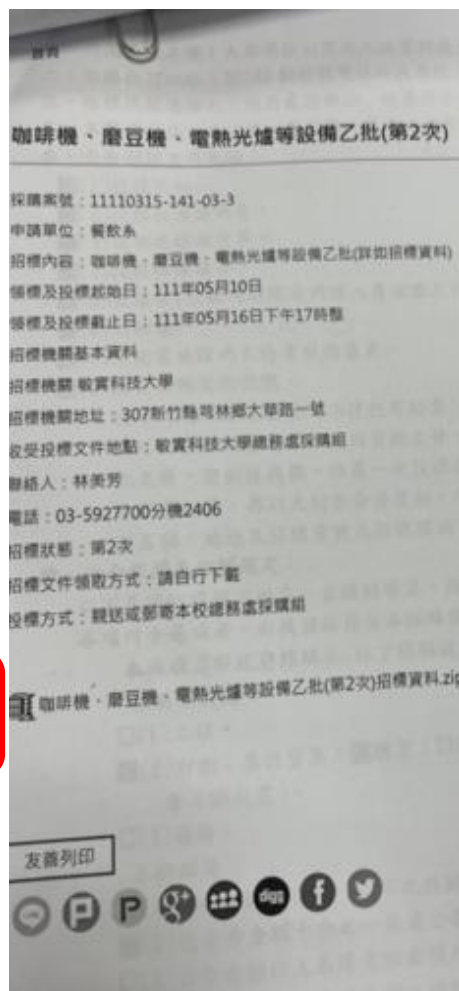 首頁
咖啡機、磨豆機、電熱光爐等設備乙批(第2次)
採購案號：11110315-141-03-3
申請單位：餐飲系
招標內容：咖啡機、磨豆機、電熱光爐等設備乙批(詳如招標資料)
領標及投標起始日：111年05月10日
領標及投標截止日：111年05月16日下午17時整
招標機關基本資料
招標機關 敏實科技大學
招標機關地址：307新竹縣芎林鄉大華路一號
收受投標文件地點：敏實科技大學總務處採購組
聯絡人：林美芳
電話：03-5927700分機2406
招標狀態：第2次
招標文件領取方式：請自行下載
投標方式：親送或郵寄本校總務處採購組
咖啡機、磨豆機、電熱光爐等設備乙批(第2次)招標資料.zip
友善列印
digg